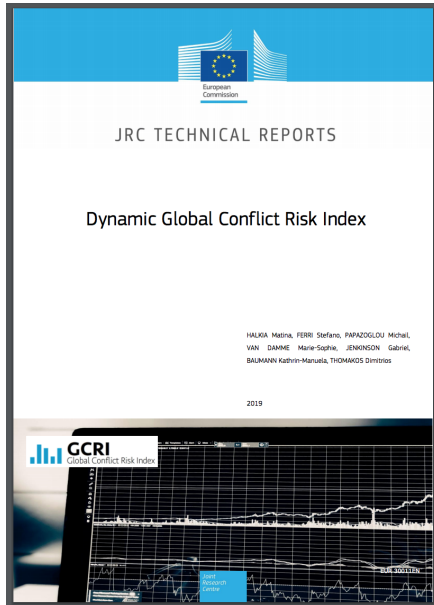 European
Commission
JRC TECHNICAL REPORTS
Dynamic Global Conflict Risk Index
HALKIA Matina, FERRI Stefano, PAPAZOGLOU Michail,
VAN DAMME Marie-Sophie, JENKINSON Gabriel,
BAUMANN Kathrin-Manuela, THOMAKOS Dimitrios
2019
GCRI
Global Conflict Risk Index
Joint
Research
Centre